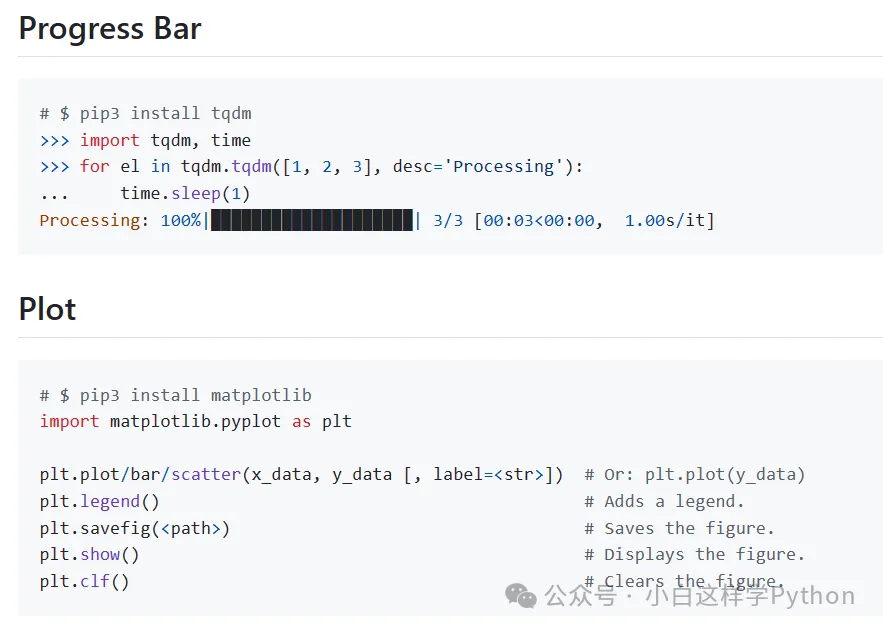 Progress Bar
# $ pip3 install tqdm
>>> import tqdm, time
>>> for el in tqdm.tqdm([1, 2, 3], desc='Processing'):
...     time.sleep(1)
Processing: 100%|████████████████████| 3/3 [00:03<00:00,  1.00s/it]
Plot
# $ pip3 install matplotlib
import matplotlib.pyplot as plt
plt.plot/bar/scatter(x_data, y_data [, label=<str>])  # Or: plt.plot(y_data)
plt.legend()                                          # Adds a legend.
plt.savefig(<path>)                                   # Saves the figure.
plt.show()                                            # Displays the figure.
plt.clf()                                             # Clears the figure.
公众号 · 小白这样学Python